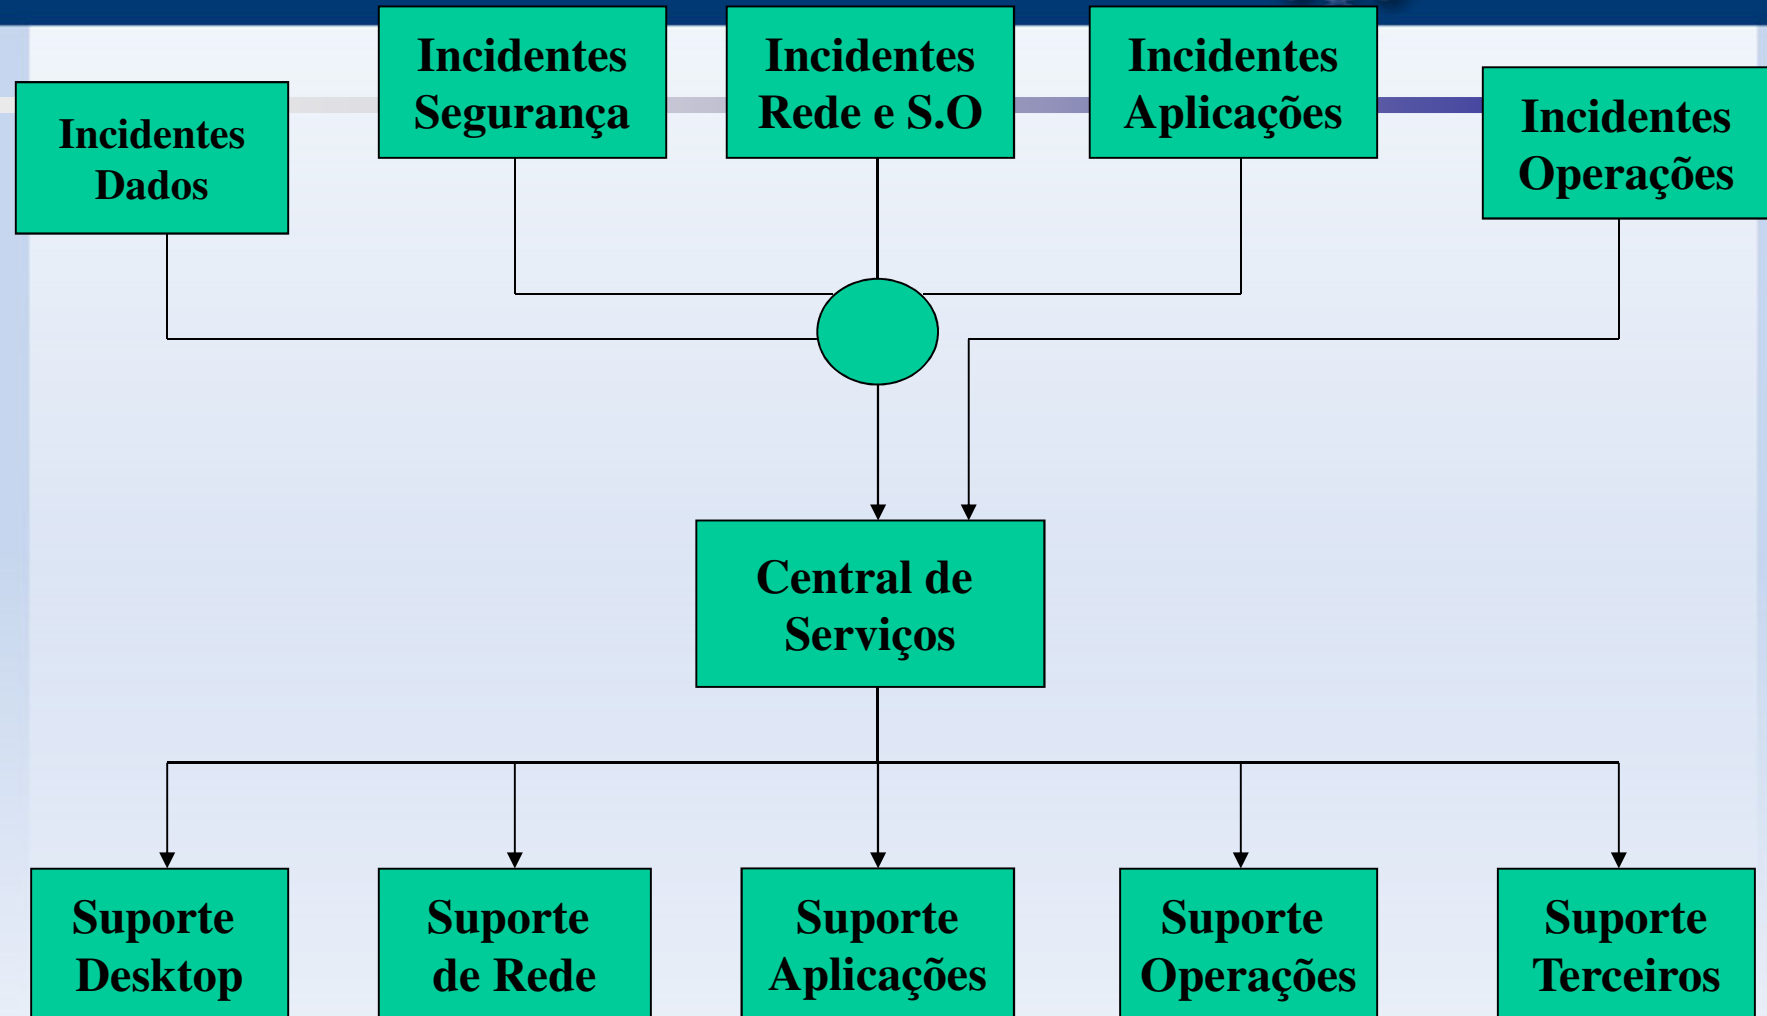 Incidentes
Dados
Incidentes
Segurança
Incidentes
Rede e S.O
Incidentes
Aplicações
Incidentes
Operações
Central de
Serviços
Suporte
Desktop
Suporte
de Rede
Suporte
Aplicações
Suporte
Operações
Suporte
Terceiros